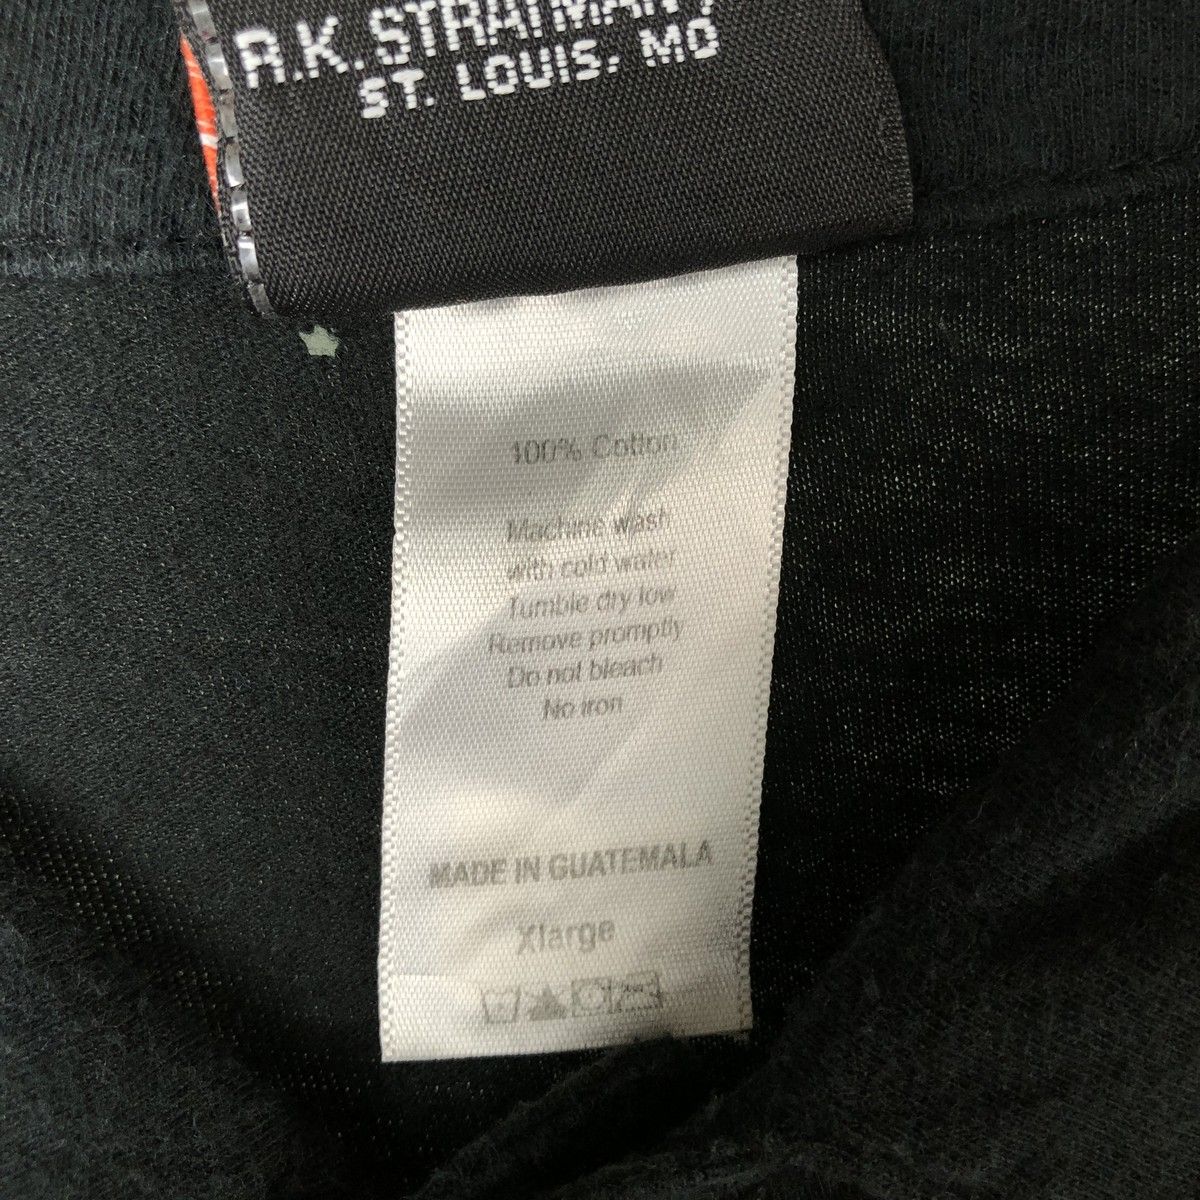 R.K. STRATMAN
ST. LOUIS, MO
100% Cotton
Machine wash
with cold water
Tumble dry low
Remove promptly
Do not bleach
No iron
MADE IN GUATEMALA
Xlarge